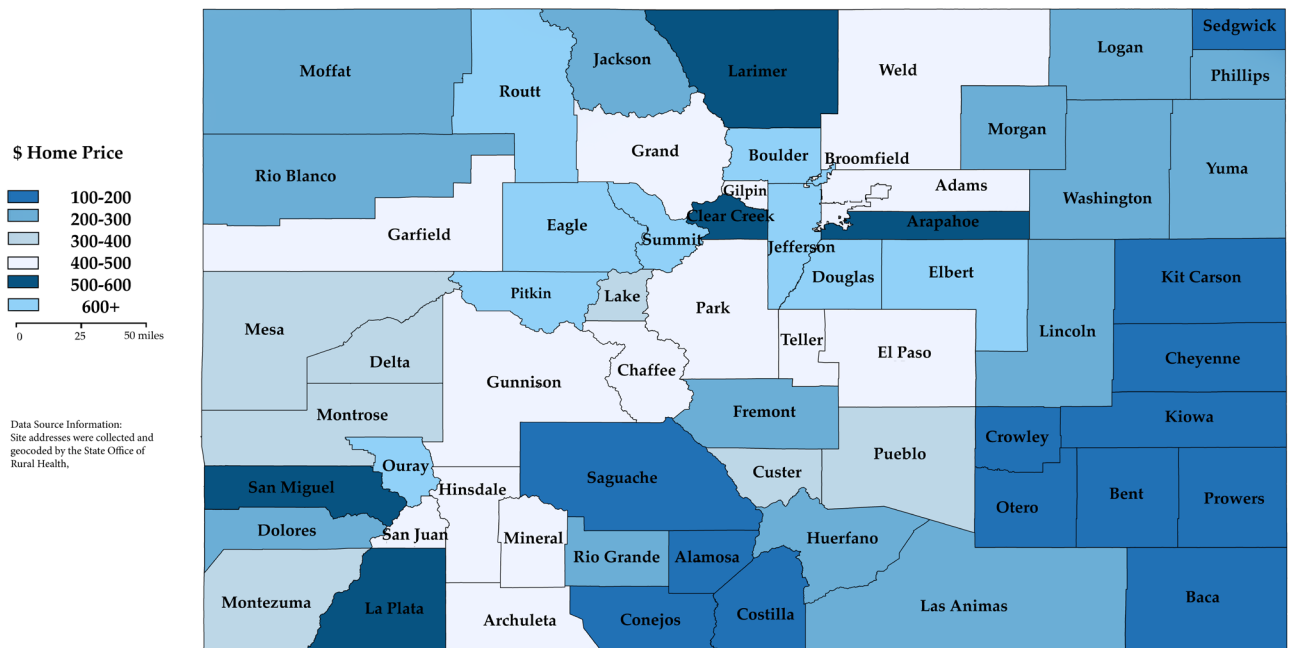 $ Home Price
100-200
200-300
300-400
400-500
500-600
600+
0 25 50 miles
Data Source Information:
Site addresses were collected and
geocoded by the State Office of
Rural Health,
Moffat
Routt
Jackson
Larimer
Weld
Logan
Sedgwick
Phillips
Rio Blanco
Grand
Boulder
Broomfield
Morgan
Washington
Yuma
Garfield
Eagle
Summit
Gilpin
Clear Creek
Jefferson
Adams
Arapahoe
Mesa
Pitkin
Lake
Park
Douglas
Elbert
Lincoln
Kit Carson
Delta
Gunnison
Chaffee
Teller
El Paso
Cheyenne
Montrose
Fremont
Crowley
Kiowa
Ouray
San Miguel
Hinsdale
Saguache
Custer
Pueblo
Otero
Bent
Prowers
Dolores
San Juan
Mineral
Rio Grande
Alamosa
Huerfano
Montezuma
La Plata
Archuleta
Conejos
Costilla
Las Animas
Baca